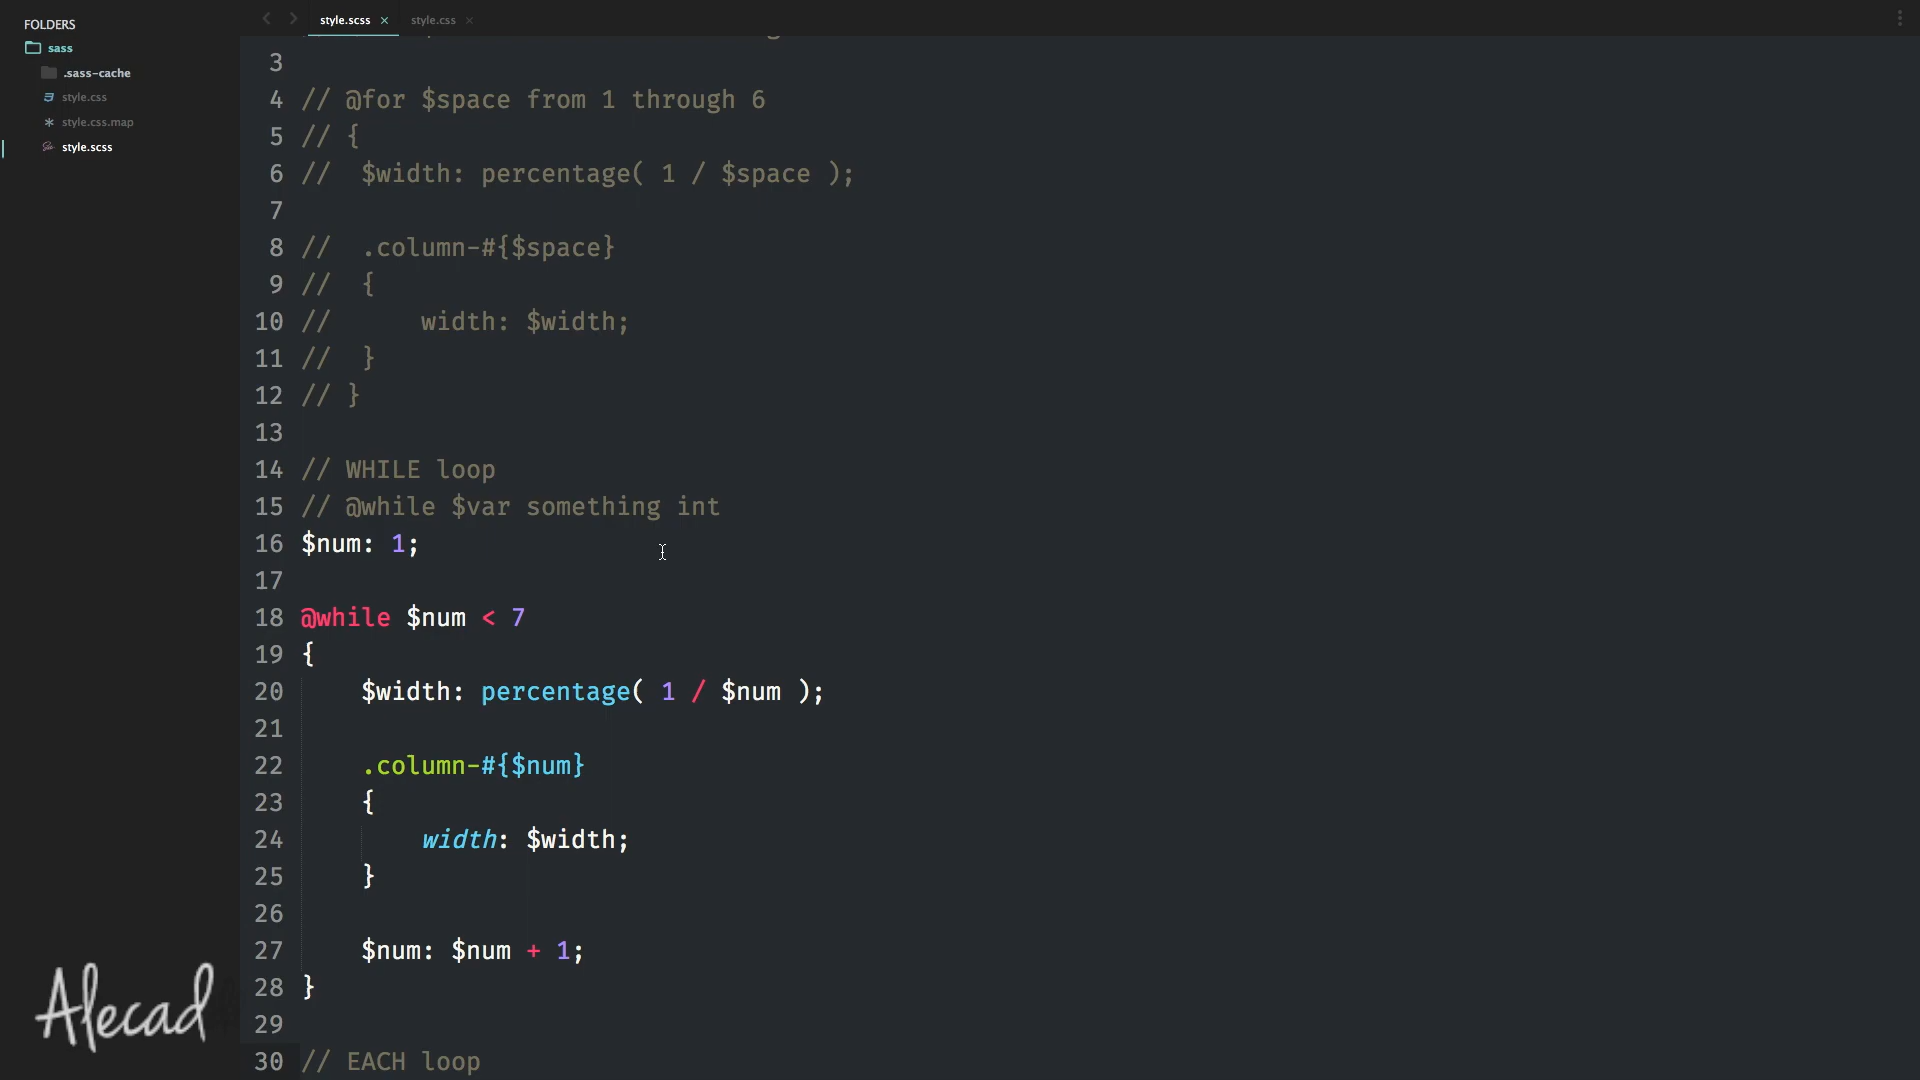 FOLDERS
sass
.sass-cache
style.css
style.css.map
style.scss
style.scss ×
style.css ×
3
4 // @for $space from 1 through 6
5 // {
6 //  $width: percentage( 1 / $space );
7
8 //  .column-#{$space}
9 //  {
10 //      width: $width;
11 //  }
12 // }
13
14 // WHILE loop
15 // @while $var something int
16 $num: 1;
17
18 @while $num < 7
19 {
20     $width: percentage( 1 / $num );
21
22     .column-#{$num}
23     {
24         width: $width;
25     }
26
27     $num: $num + 1;
28 }
29
30 // EACH loop
Alecad